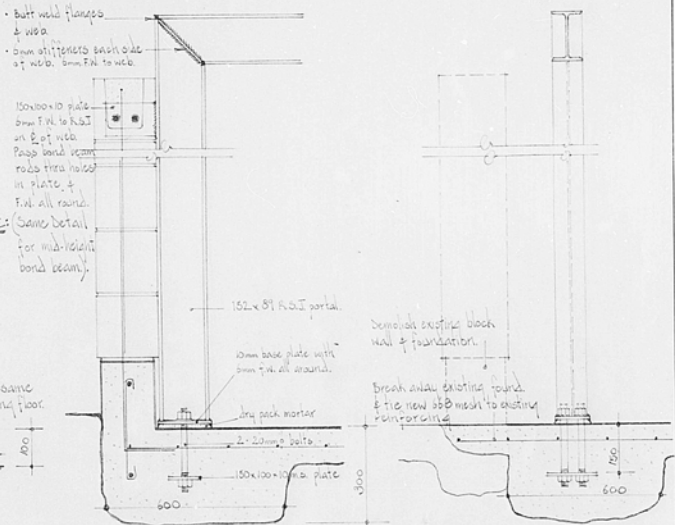 · Butt weld flanges
& web
· 6mm stiffeners each side
of web. 6mm F.W. to web.
150x100x10 plate
6mm F.W. to R.S.J
on ℄ of web
Pass bond beam
rods thru holes
in plate &
F.W. all round.
(Same Detail
for mid-height
bond beam).
152 x 89 R.S.J. portal.
10mm base plate with
6mm f.w. all around.
dry pack mortar
2 - 20mmø bolts
150x100x10 m.s. plate
same
ng floor.
100
600
300
Demolish existing block
wall & foundation.
Break away existing found.
& tie new 668 mesh to existing
reinforcing
150
600